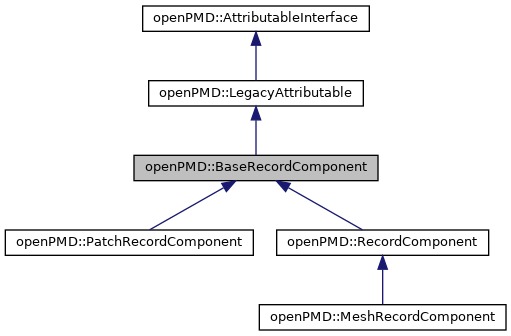 openPMD::AttributableInterface
openPMD::LegacyAttributable
openPMD::BaseRecordComponent
openPMD::PatchRecordComponent
openPMD::RecordComponent
openPMD::MeshRecordComponent